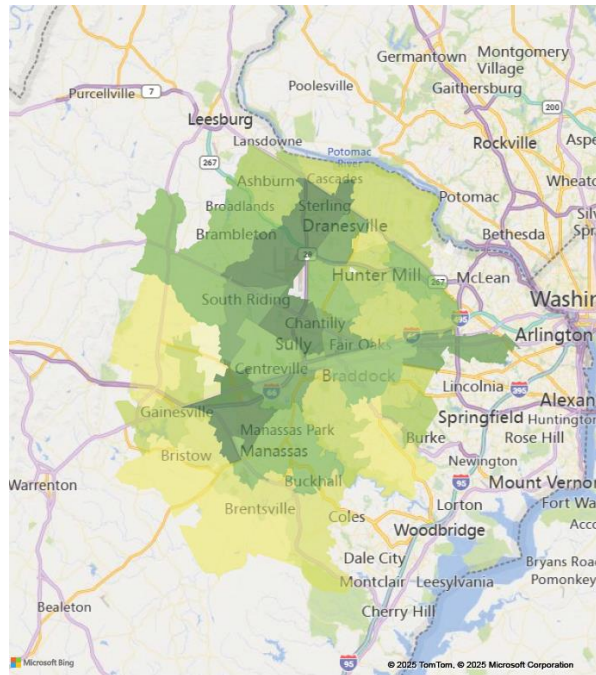 Germantown
Montgomery
Village
Gaithersburg
Poolesville
Purcellville
7
200
Leesburg
Rockville
Aspe
Lansdowne
Potomac
River
267
Wheato
Ashburn
Cascades
Potomac
Broadlands
Sterling
Silv
Spr
Dranesville
Brambleton
Bethesda
28
Hunter Mill
267
McLean
South Riding
Washin
Chantilly
495
Sully
Fair Oaks
Arlington
Centreville
Braddock
66
Lincolnia
395
Alexan
Gainesville
Springfield
Huntington
Manassas Park
Burke
Rose Hill
Bristow
Manassas
Newington
Buckhall
95
Mount Vernon
Warrenton
Lorton
Fort Wa
Brentsville
Coles
Acco
Woodbridge
Dale City
Bryans Road
Montclair
Leesylvania
Pomonkey
Bealeton
Cherry Hill
95
Microsoft Bing
© 2025 TomTom, © 2025 Microsoft Corporation